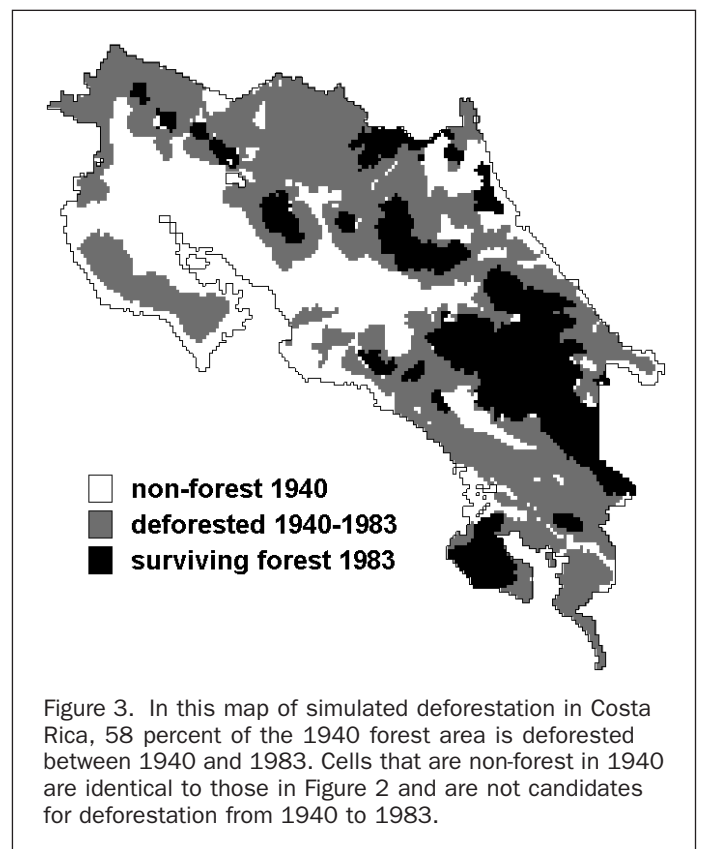 non-forest 1940
deforested 1940-1983
surviving forest 1983
Figure 3. In this map of simulated deforestation in Costa
Rica, 58 percent of the 1940 forest area is deforested
between 1940 and 1983. Cells that are non-forest in 1940
are identical to those in Figure 2 and are not candidates
for deforestation from 1940 to 1983.